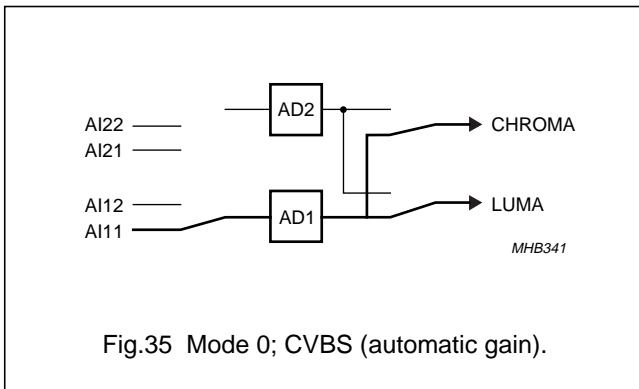 AD2
AI22
CHROMA
AI21
AI12
LUMA
AD1
AI11
MHB341
Fig.35 Mode 0; CVBS (automatic gain).